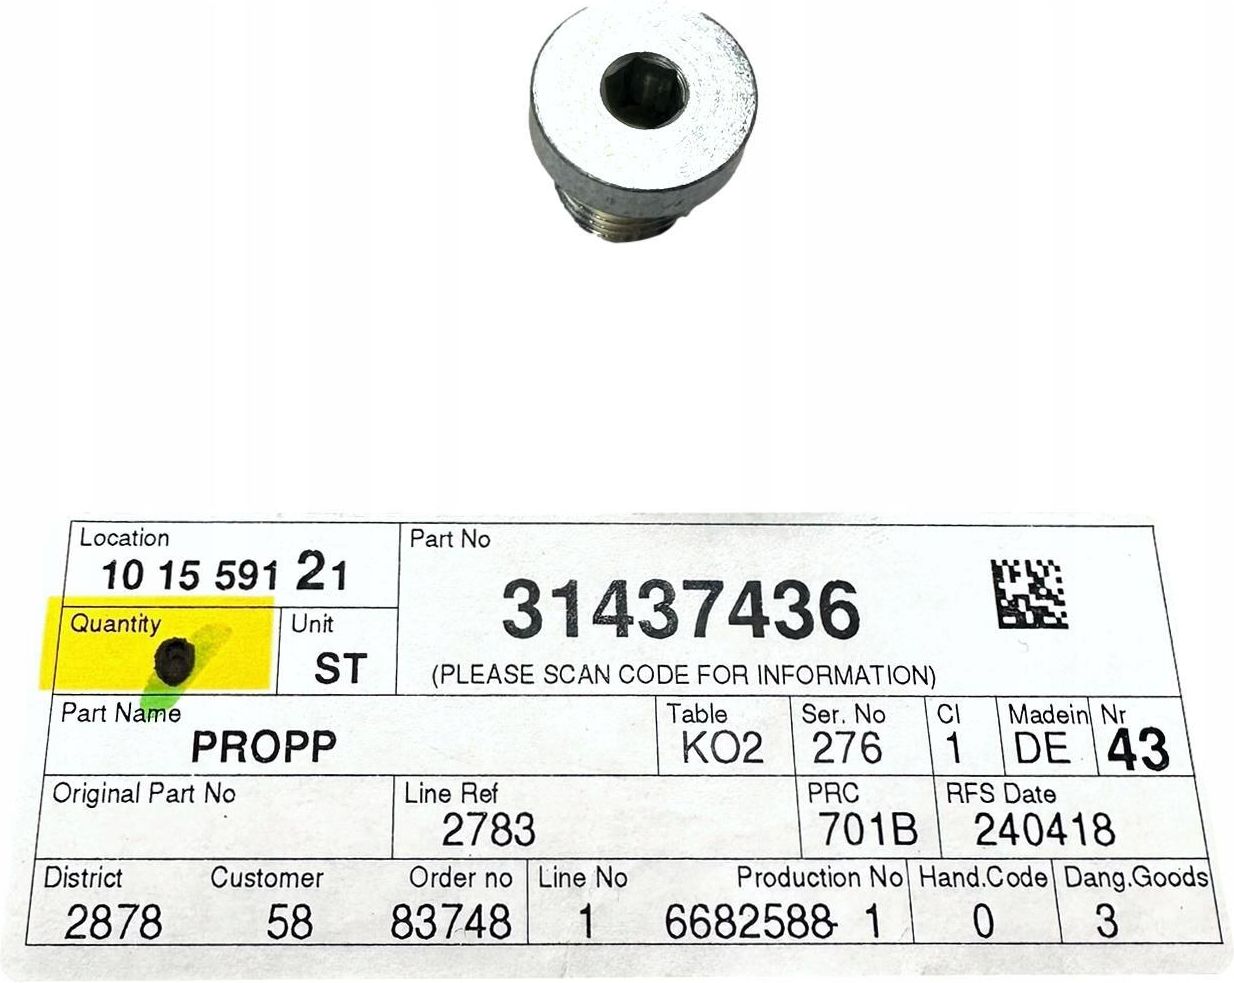 Location
10 15 591 21
Part No
31437436
(PLEASE SCAN CODE FOR INFORMATION)
Quantity
Unit
ST
Part Name
PROPP
Table
KO2
Ser. No
276
Cl
1
Madein
DE
Nr
43
Original Part No
Line Ref
2783
PRC
701B
RFS Date
240418
District
2878
Customer
58
Order no
83748
Line No
1
Production No
6682588- 1
Hand.Code
0
Dang.Goods
3